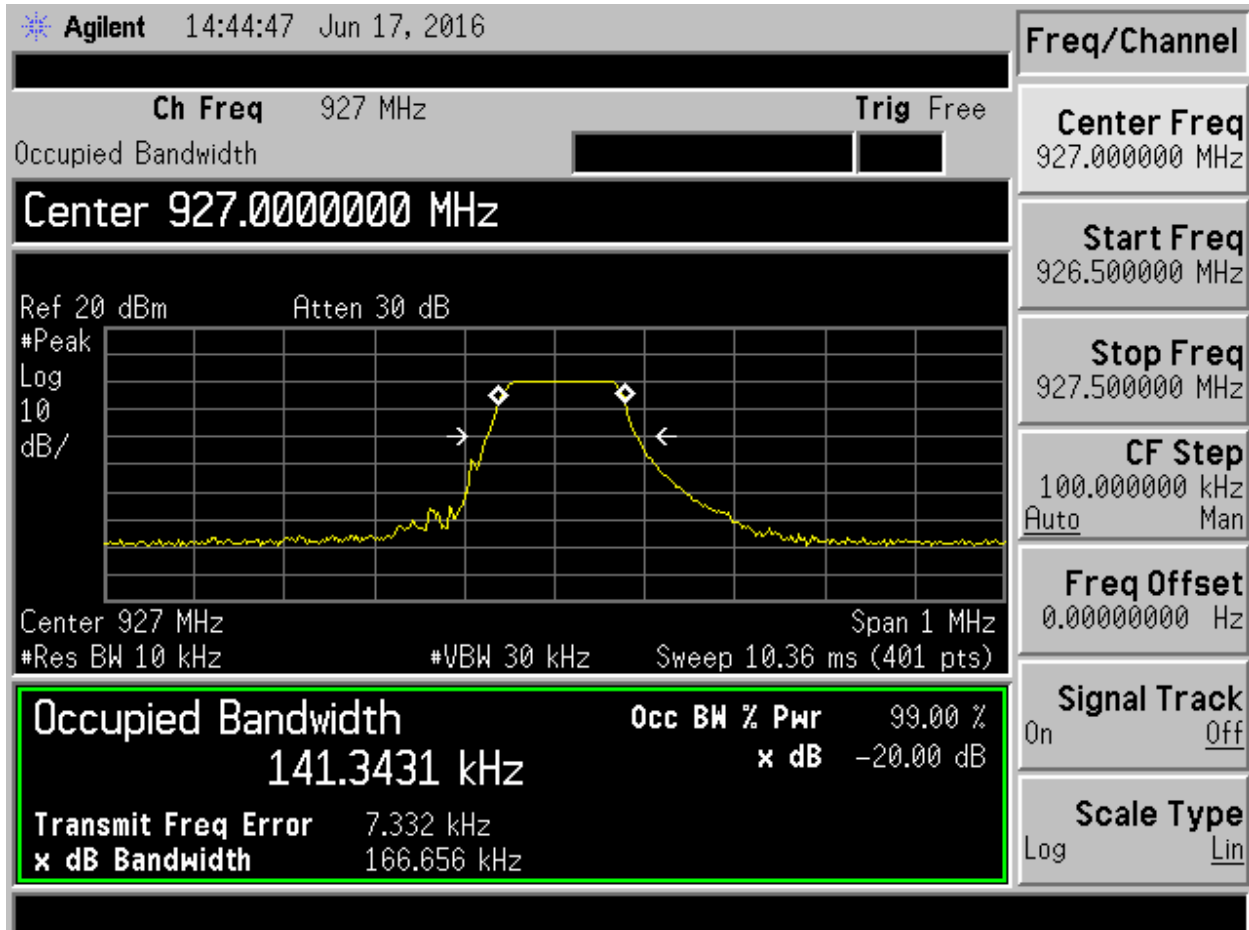 Agilent 14:44:47 Jun 17, 2016
Freq/Channel
Ch Freq 927 MHz Trig Free
Occupied Bandwidth
Center 927.0000000 MHz
Ref 20 dBm Atten 30 dB
#Peak
Log
10
dB/
Center 927 MHz Span 1 MHz
#Res BW 10 kHz #VBW 30 kHz Sweep 10.36 ms (401 pts)
Occupied Bandwidth Occ BW % Pwr 99.00 %
141.3431 kHz x dB -20.00 dB
Transmit Freq Error 7.332 kHz
x dB Bandwidth 166.656 kHz
Center Freq
927.000000 MHz
Start Freq
926.500000 MHz
Stop Freq
927.500000 MHz
CF Step
100.000000 kHz
Auto Man
Freq Offset
0.00000000 Hz
Signal Track
On Off
Scale Type
Log Lin